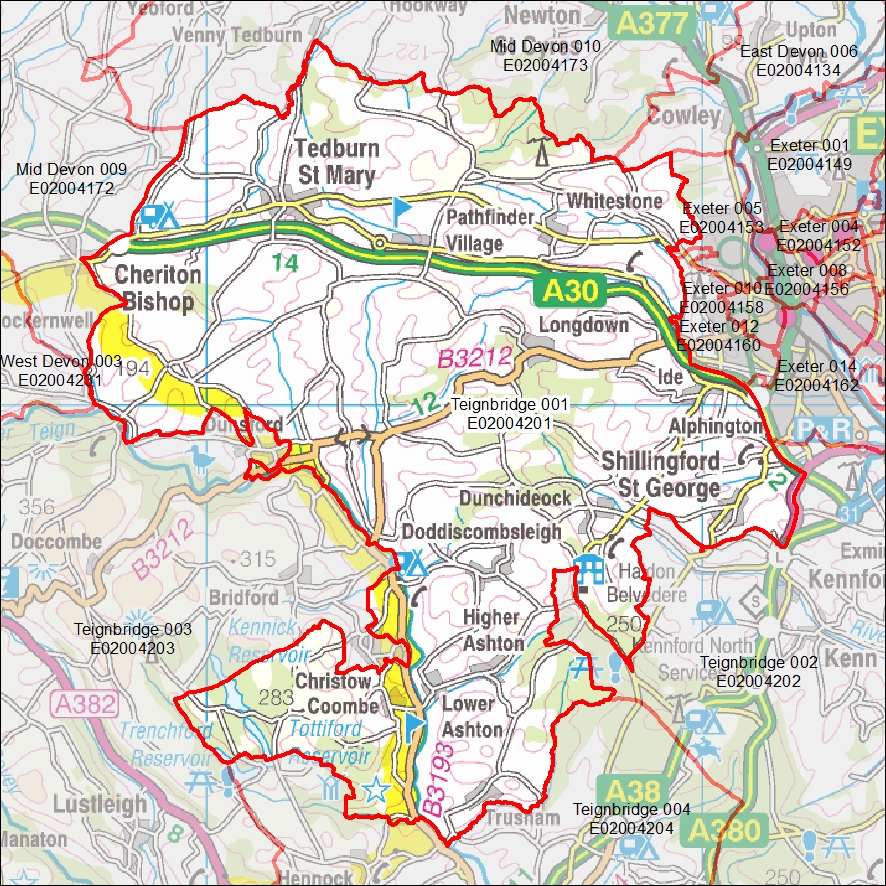 Yeoford
Hookway
Newton
St Cyres
A377
Upton
Pyne
Venny Tedburn
122
Mid Devon 010
E02004173
East Devon 006
E02004134
Cowley
Exeter 001
E02004149
EX
Tedburn
St Mary
Mid Devon 009
E02004172
Whitestone
Pathfinder
Village
Exeter 005
E02004153
Exeter 004
E02004152
14
Cheriton
Bishop
A30
Exeter 008
E02004156
Exeter 010
E02004158
ockernwell
Longdown
Exeter 012
E02004160
West Devon 003
E02004231
194
B3212
Ide
Exeter 014
E02004162
12
Teignbridge 001
E02004201
Teign
Dunsford
Alphington
P&R
Shillingford
St George
2
356
Dunchideock
31
Doccombe
B3212
Doddiscombsleigh
L
Exmin
315
Haldon
Belvedere
Kennford
Bridford
S
Higher
Ashton
250
Teignbridge 003
E02004203
Kennick
Reservoir
Kennford North
Services
Teignbridge 002
E02004202
Kenn
A382
283
Christow
Coombe
Lower
Ashton
Trenchford
Reservoir
Tottiford
Reservoir
B3193
A38
Lustleigh
Trusham
Teignbridge 004
E02004204
A380
8
Manaton
Hennock
250